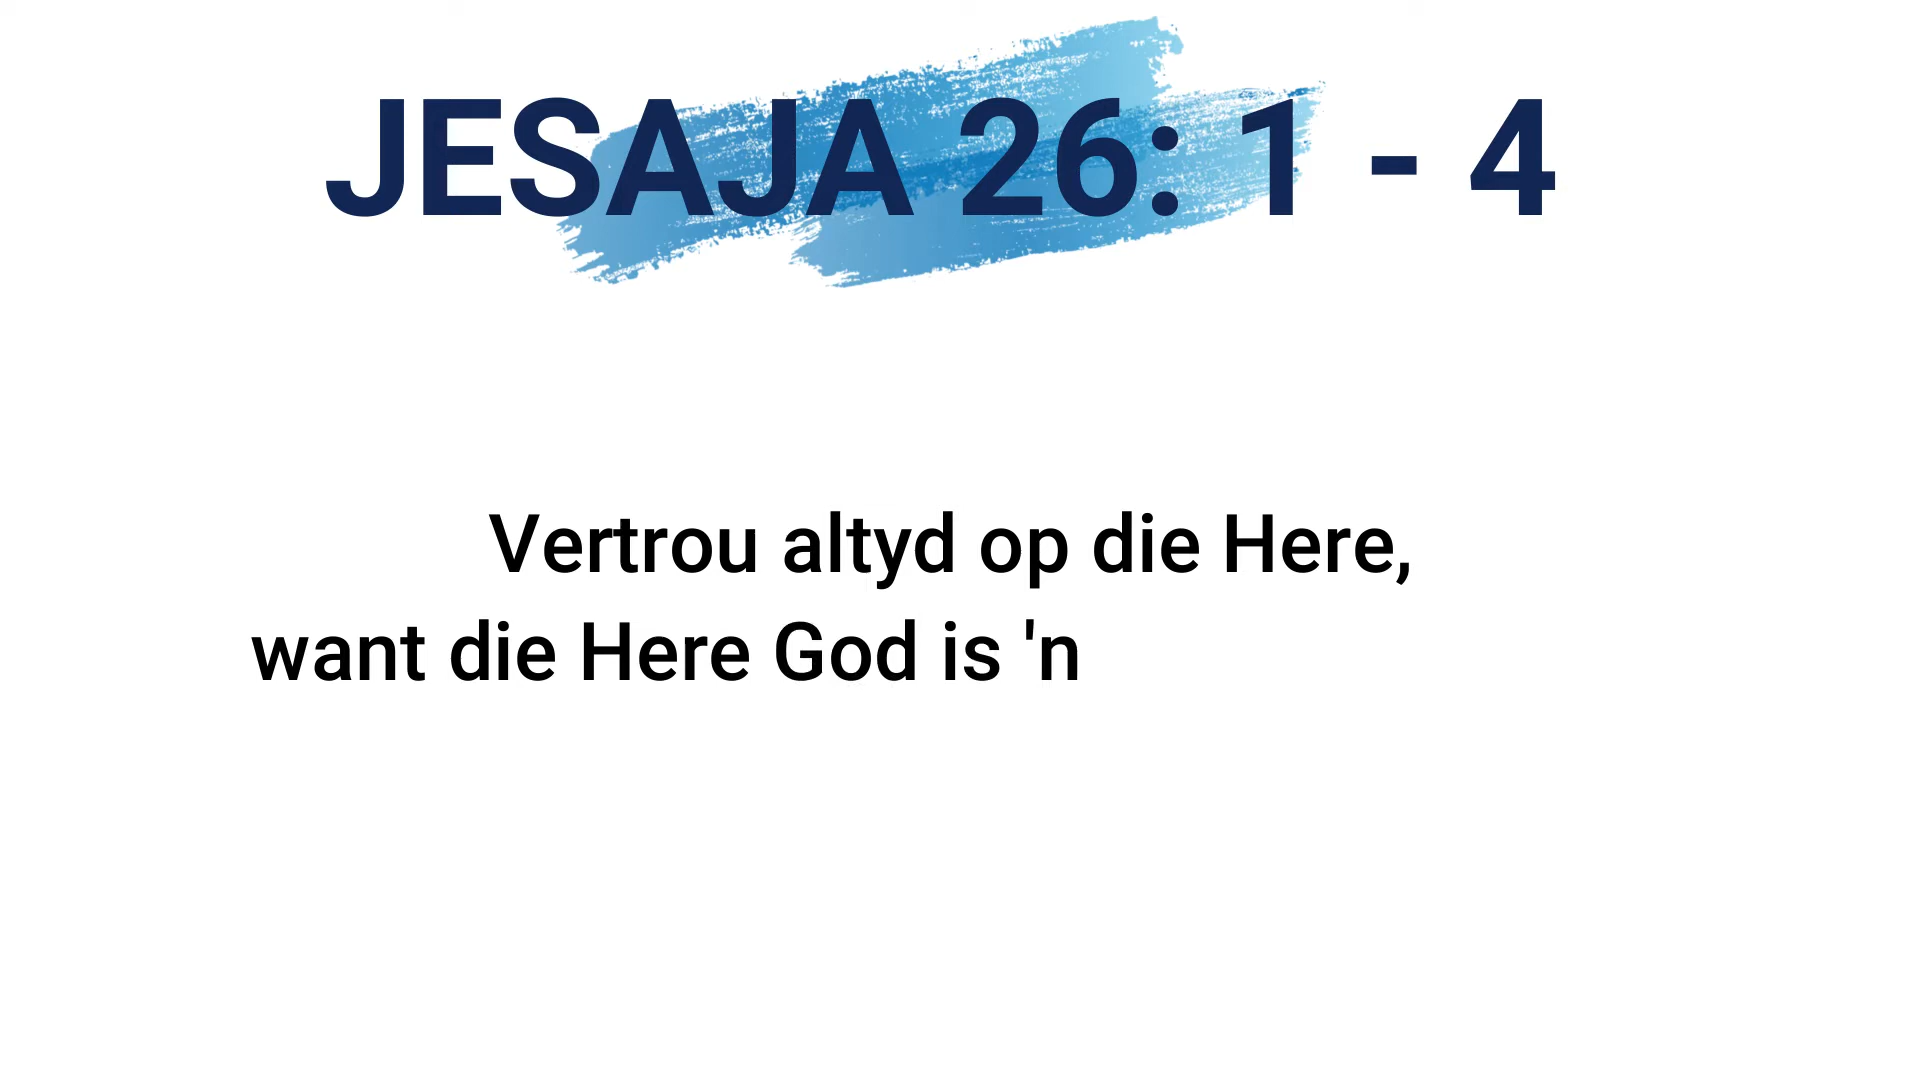 JESAJA 26: 1 - 4
Vertrou altyd op die Here,
want die Here God is 'n